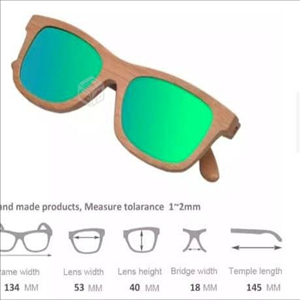 and made products, Measure tolarance 1~2mm
rame width Lens width Lens height Bridge width Temple length
134 MM 53 MM 40 MM 18 MM 145 MM